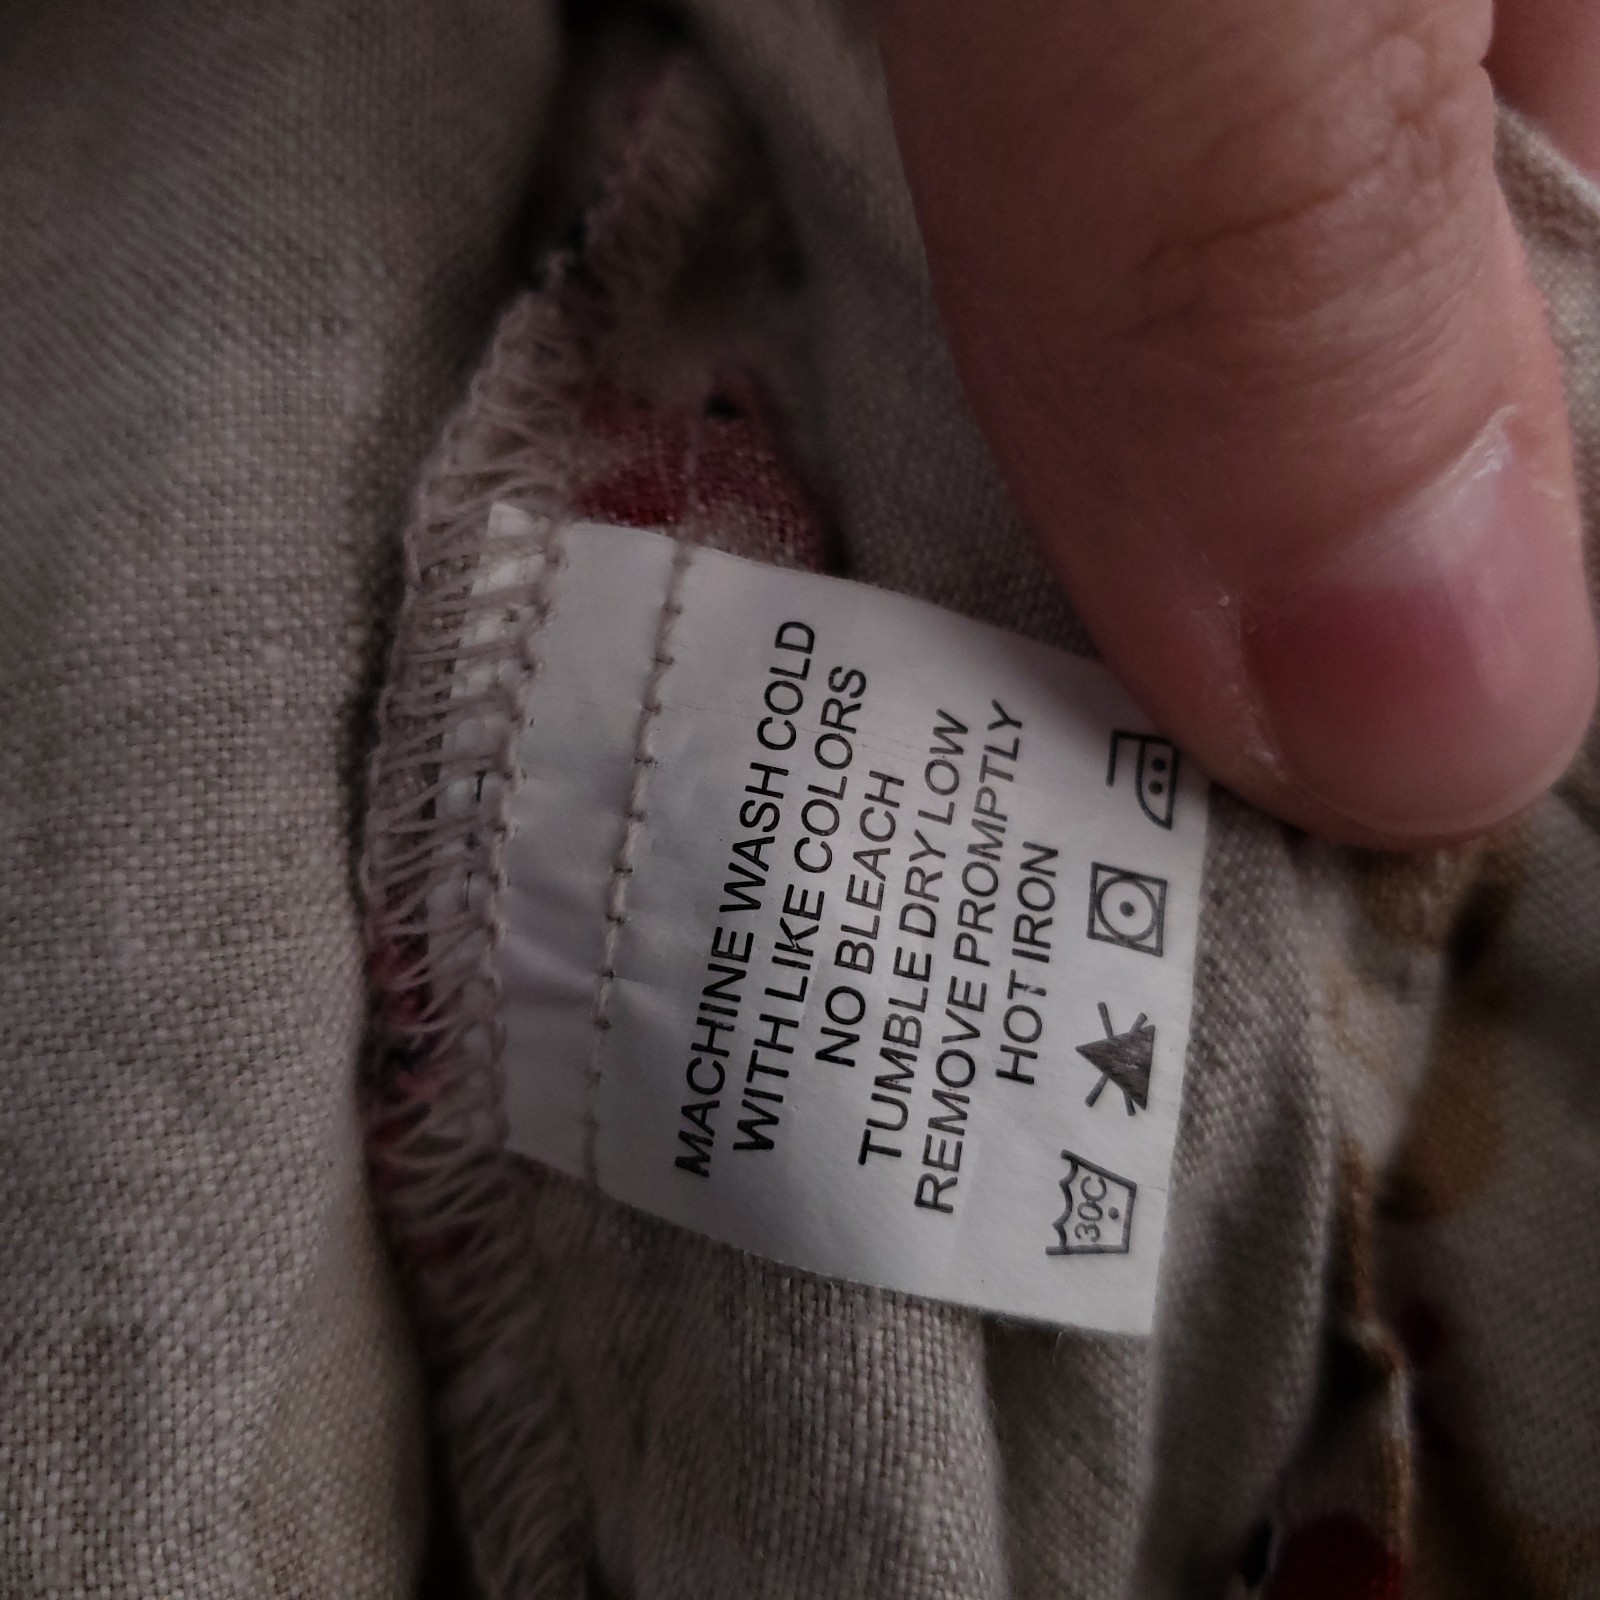 MACHINE WASH COLD
WITH LIKE COLORS
NO BLEACH
TUMBLE DRY LOW
REMOVE PROMPTLY
HOT IRON
30C